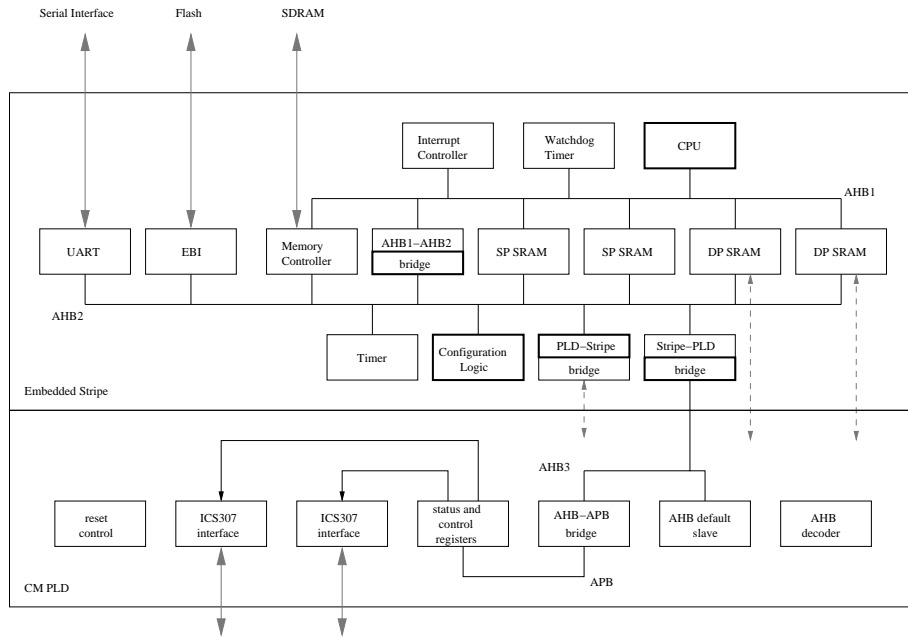 Serial Interface
Flash
SDRAM
Interrupt
Controller
Watchdog
Timer
CPU
AHB1
UART
EBI
Memory
Controller
AHB1–AHB2
bridge
SP SRAM
SP SRAM
DP SRAM
DP SRAM
AHB2
Timer
Configuration
Logic
PLD–Stripe
bridge
Stripe–PLD
bridge
Embedded Stripe
AHB3
reset
control
ICS307
interface
ICS307
interface
status and
control
registers
AHB–APB
bridge
AHB default
slave
AHB
decoder
APB
CM PLD